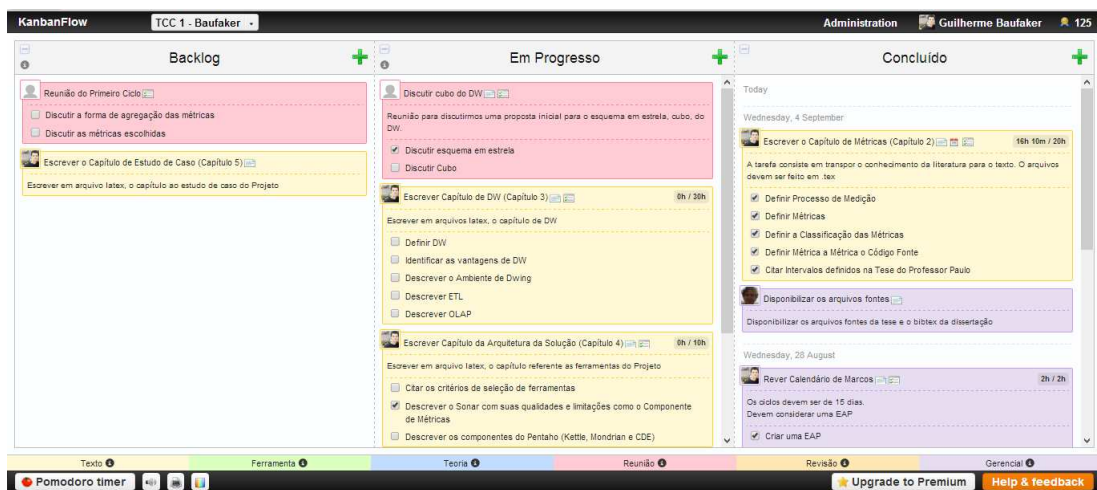 KanbanFlow
TCC 1 - Baufaker
Administration
Guilherme Baufaker
125
Backlog
Reunião do Primeiro Ciclo
Discutir a forma de agregação das métricas
Discutir as métricas escolhidas
Escrever o Capítulo de Estudo de Caso (Capítulo 5)
Escrever em arquivo latex, o capítulo ao estudo de caso do Projeto
Em Progresso
Discutir cubo do DW
Reunião para discutirmos uma proposta inicial para o esquema em estrela, cubo, do
DW.
Discutir esquema em estrela
Discutir Cubo
Escrever Capítulo de DW (Capítulo 3)
0h / 30h
Escrever em arquivos latex, o capítulo de DW
Definir DW
Identificar as vantagens de DW
Descrever o Ambiente de Dwing
Descrever ETL
Descrever OLAP
Escrever Capítulo da Arquitetura da Solução (Capítulo 4)
0h / 10h
Escrever em arquivo latex, o capítulo referente as ferramentas do Projeto
Citar os critérios de seleção de ferramentas
Descrever o Sonar com suas qualidades e limitações como o Componente
de Métricas
Descrever os componentes do Pentaho (Kettle, Mondrian e CDE)
Concluído
Today
Wednesday, 4 September
Escrever o Capítulo de Métricas (Capítulo 2)
16h 10m / 20h
A tarefa consiste em transpor o conhecimento da literatura para o texto. O arquivos
devem ser feito em .tex
Definir Processo de Medição
Definir Métricas
Definir a Classificação das Métricas
Definir Métrica a Métrica o Código Fonte
Citar Intervalos definidos na Tese do Professor Paulo
Disponibilizar os arquivos fontes
Disponibilizar os arquivos fontes da tese e o bibtex da dissertação
Wednesday, 28 August
Rever Calendário de Marcos
2h / 2h
Os ciclos devem ser de 15 dias.
Devem considerar uma EAP
Criar uma EAP
Texto
Ferramenta
Teoria
Reunião
Revisão
Gerencial
Pomodoro timer
Upgrade to Premium
Help & feedback